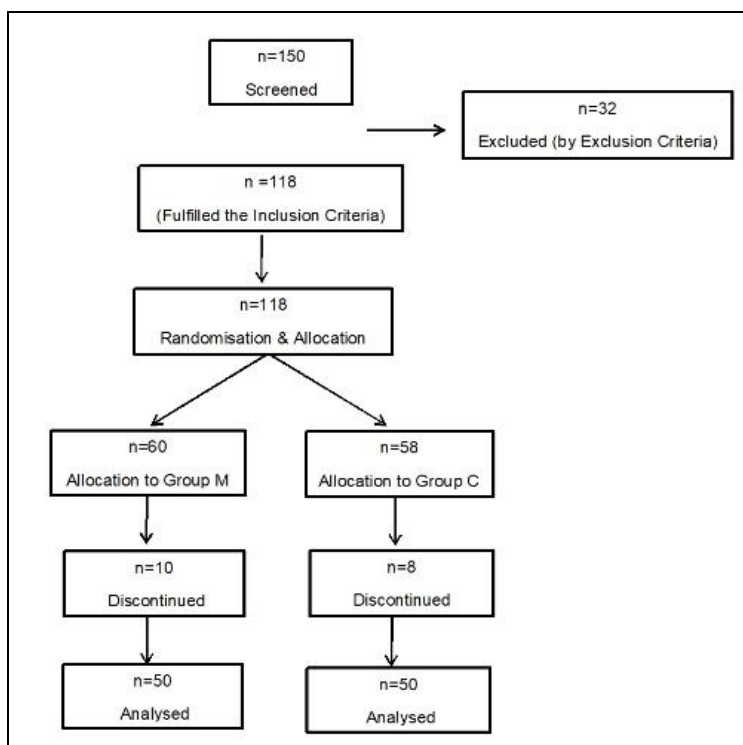 n=150
Screened
n=32
Excluded (by Exclusion Criteria)
n =118
(Fulfilled the Inclusion Criteria)
n=118
Randomisation & Allocation
n=60
Allocation to Group M
n=58
Allocation to Group C
n=10
Discontinued
n=8
Discontinued
n=50
Analysed
n=50
Analysed